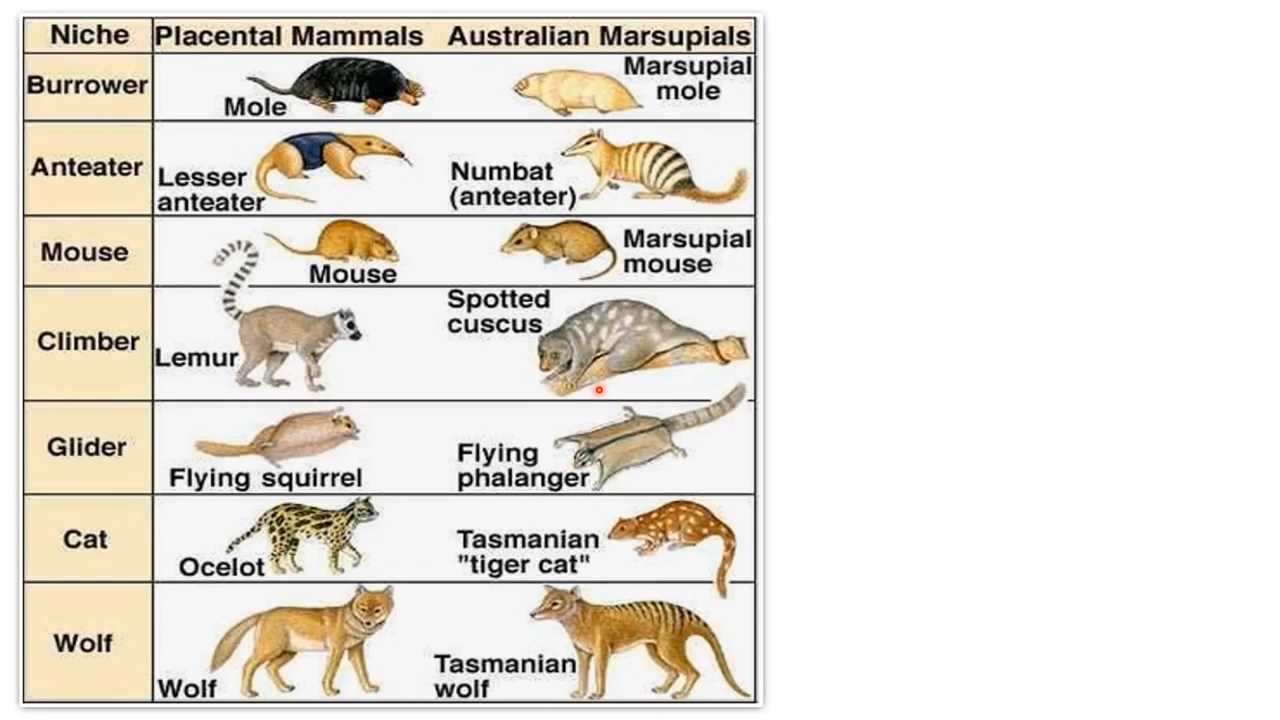 Niche Placental Mammals Australian Marsupials
Burrower
Mole
Marsupial
mole
Anteater
Lesser
anteater
Numbat
(anteater)
Mouse
Mouse
Marsupial
mouse
Climber
Lemur
Spotted
cuscus
Glider
Flying squirrel
Flying
phalanger
Cat
Ocelot
Tasmanian
"tiger cat"
Wolf
Wolf
Tasmanian
wolf